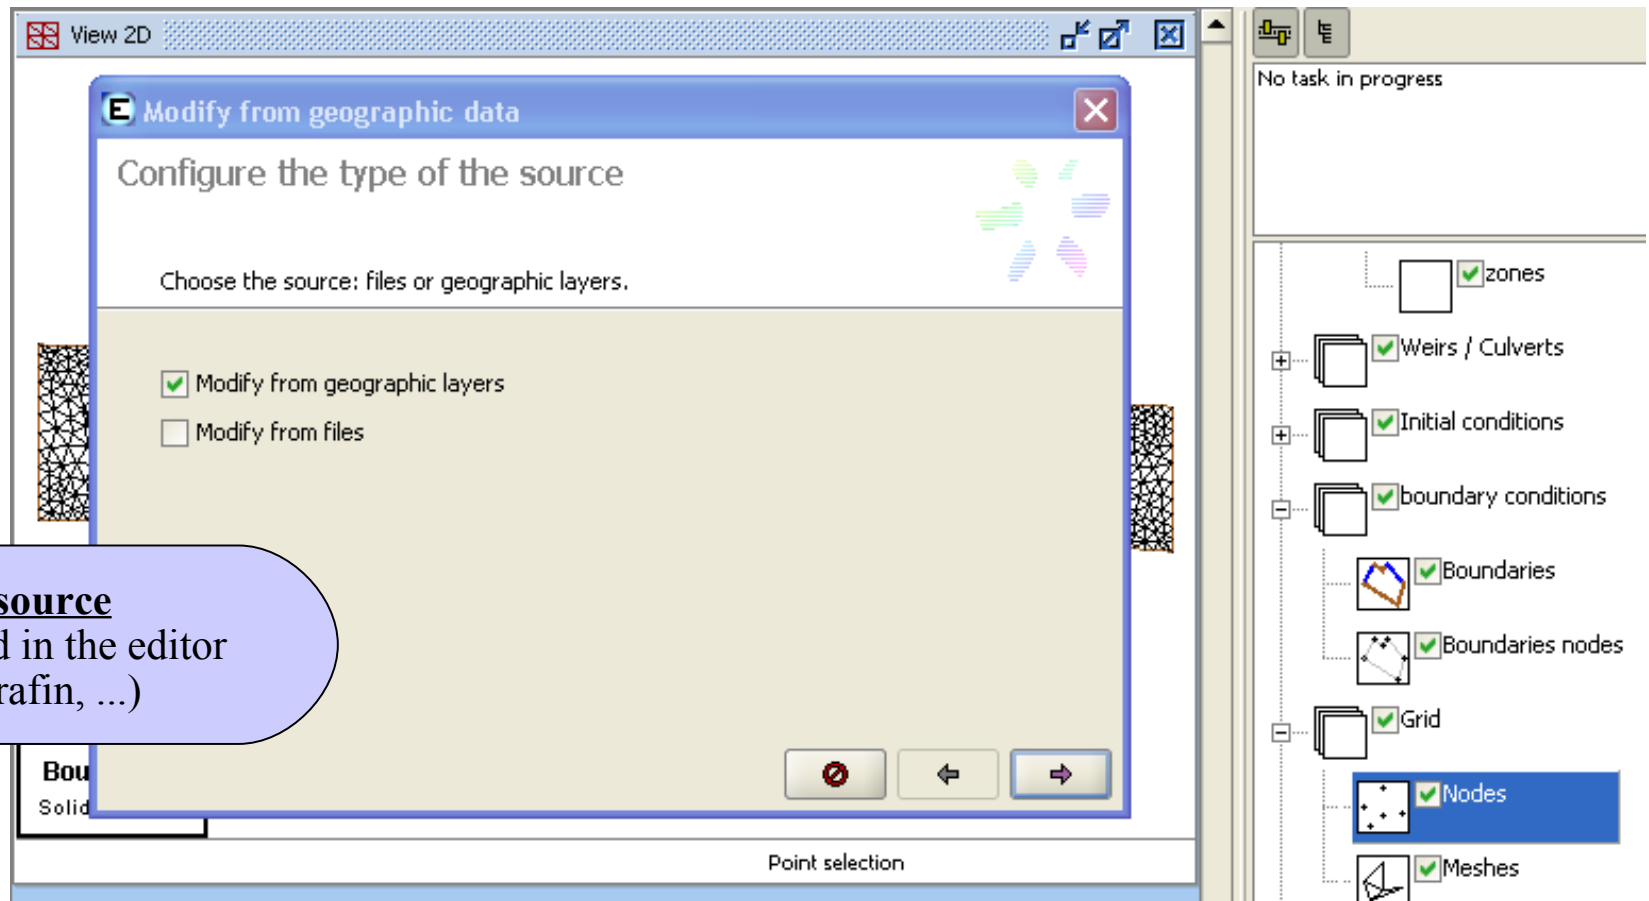 View 2D
Modify from geographic data
Configure the type of the source
Choose the source: files or geographic layers.
Modify from geographic layers
Modify from files
source
in the editor
...)
Solid
Point selection
No task in progress
zones
Weirs / Culverts
Initial conditions
boundary conditions
Boundaries
Boundaries nodes
Grid
Nodes
Meshes